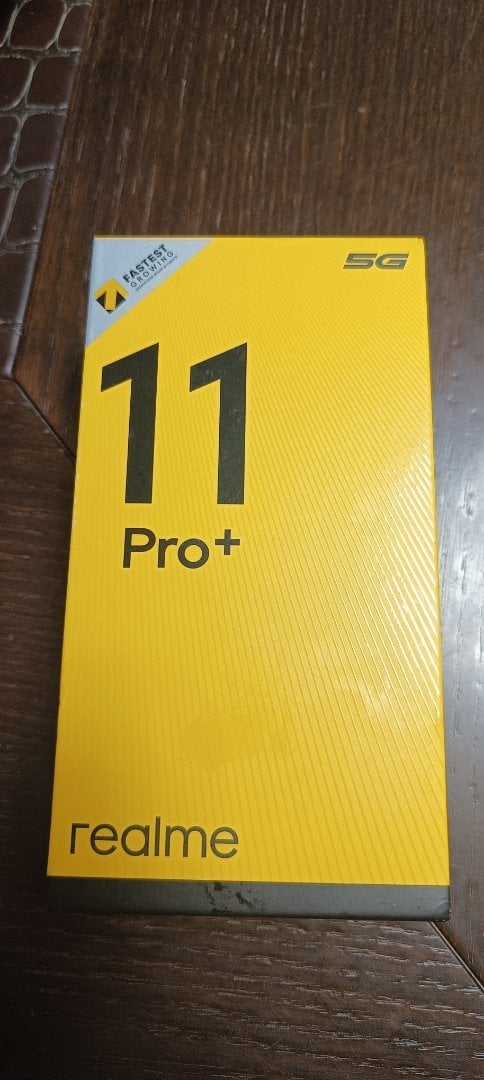 FASTEST
GROWING
5G
11
Pro+
realme